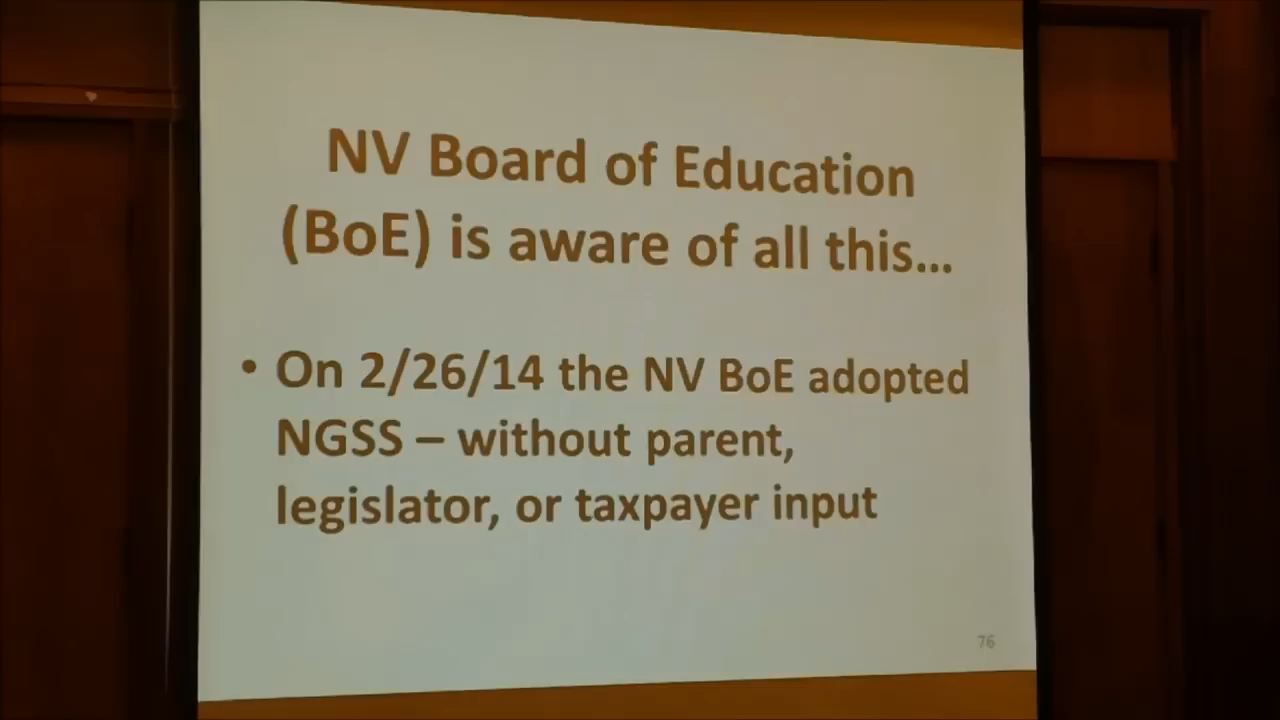 NV Board of Education
(BoE) is aware of all this...
• On 2/26/14 the NV BoE adopted
NGSS – without parent,
legislator, or taxpayer input
76